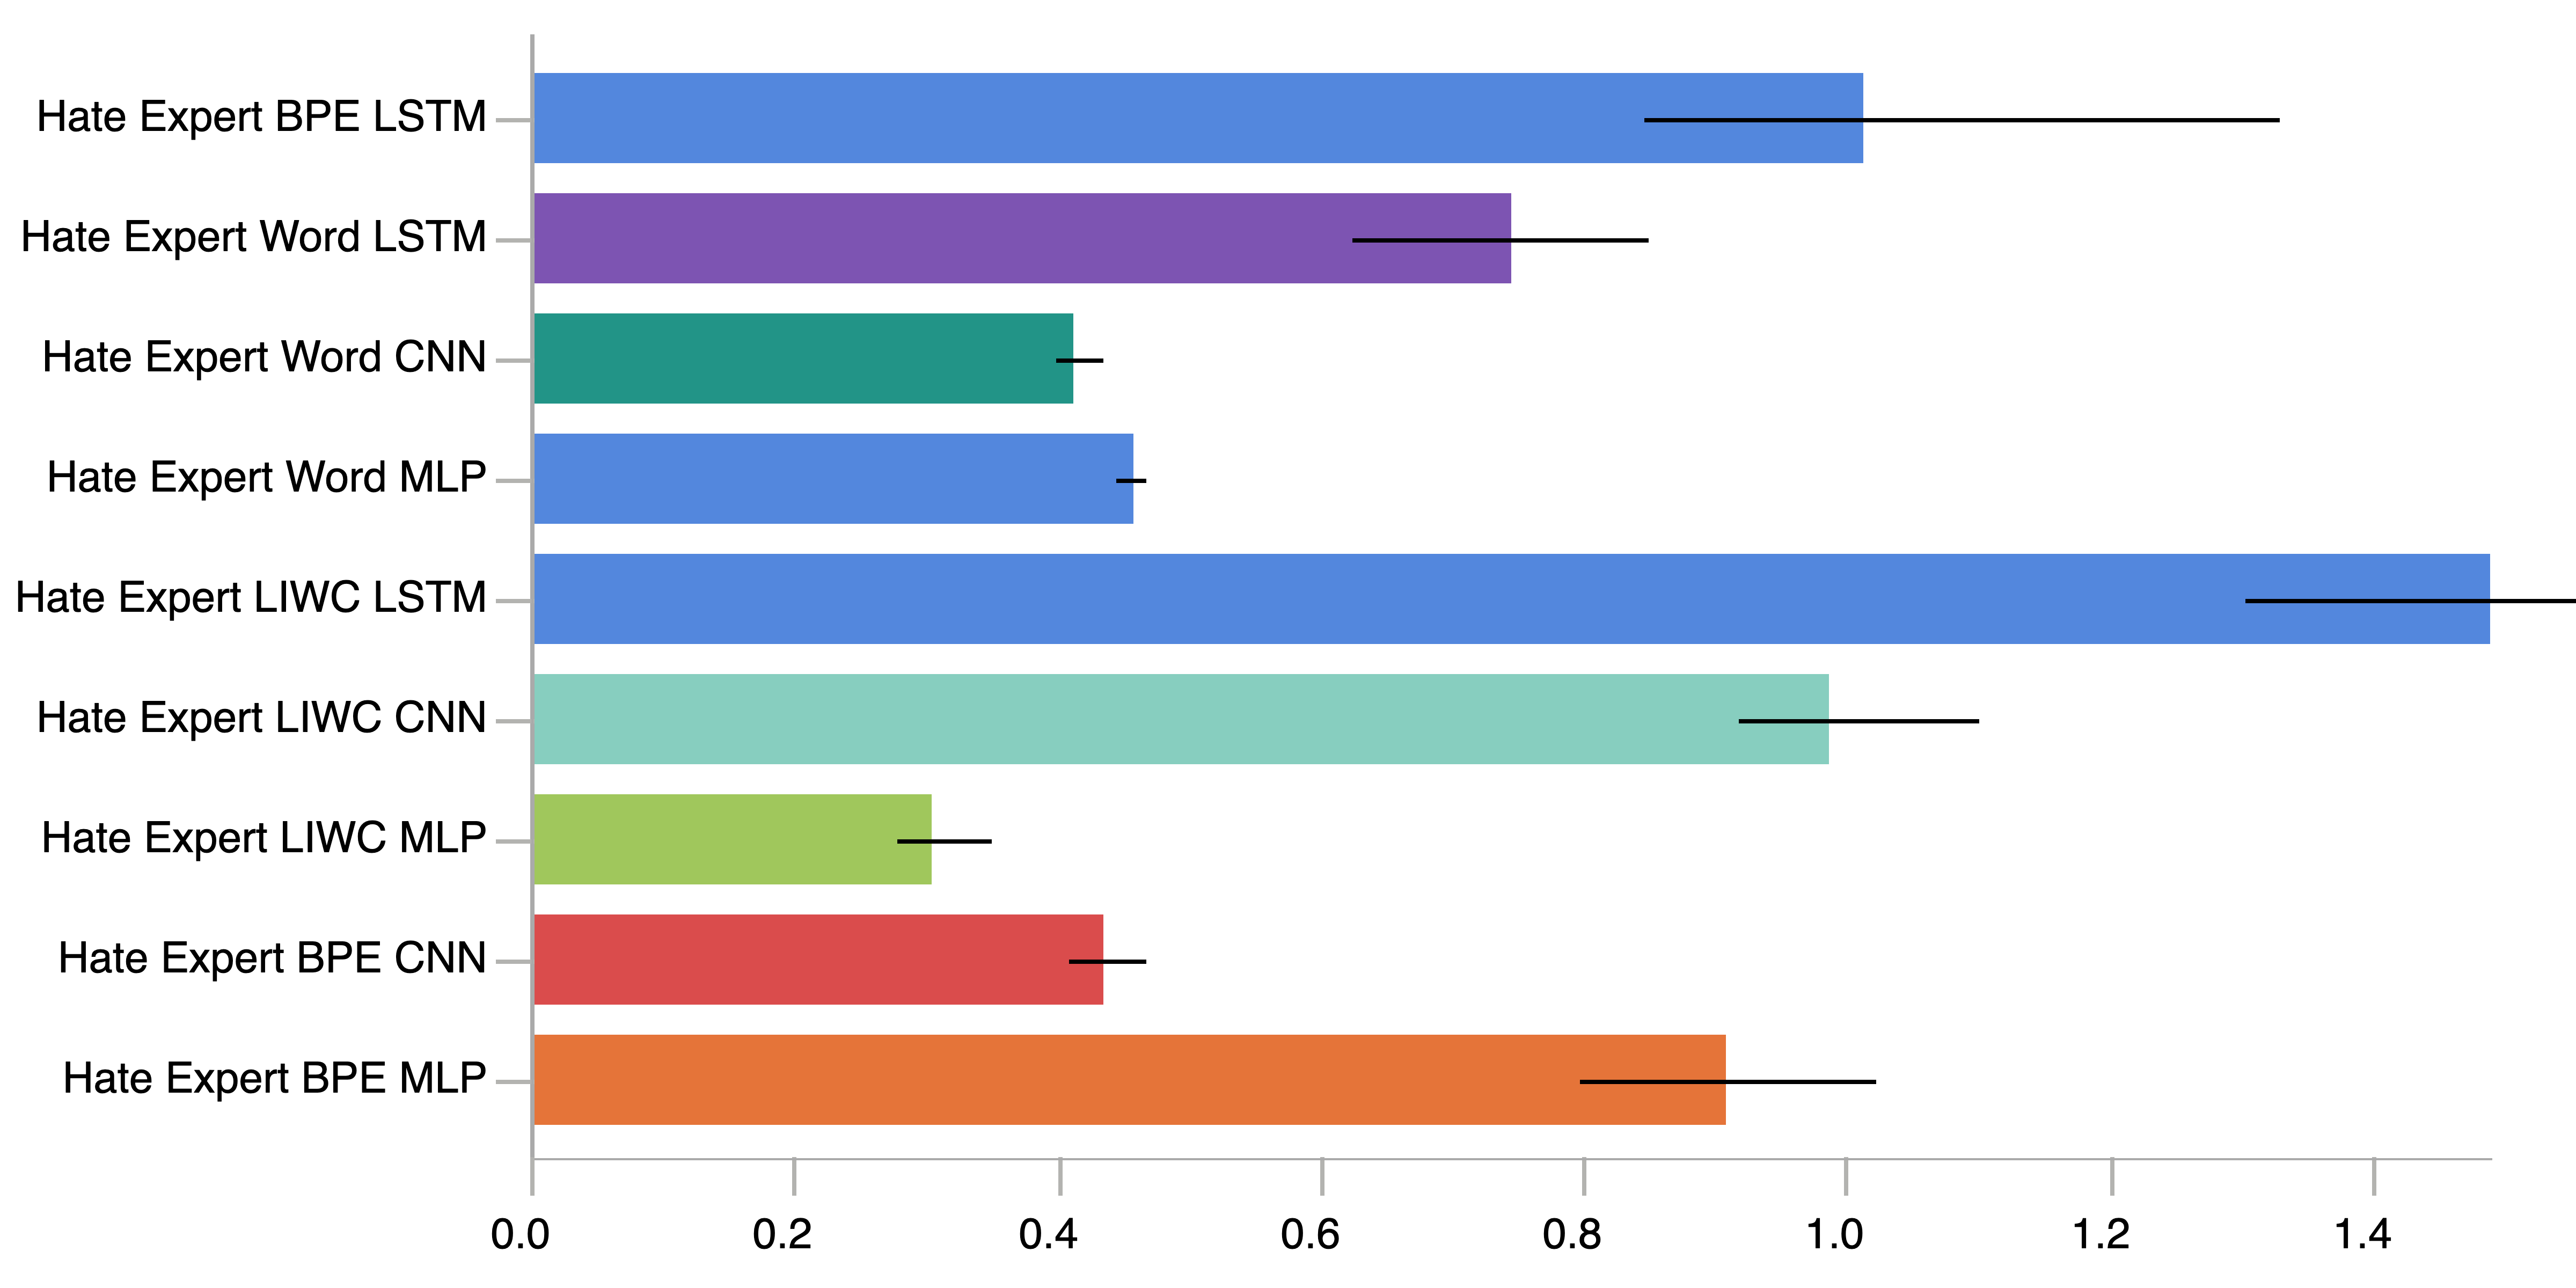 Hate Expert BPE LSTM
Hate Expert Word LSTM
Hate Expert Word CNN
Hate Expert Word MLP
Hate Expert LIWC LSTM
Hate Expert LIWC CNN
Hate Expert LIWC MLP
Hate Expert BPE CNN
Hate Expert BPE MLP
0.0 0.2 0.4 0.6 0.8 1.0 1.2 1.4